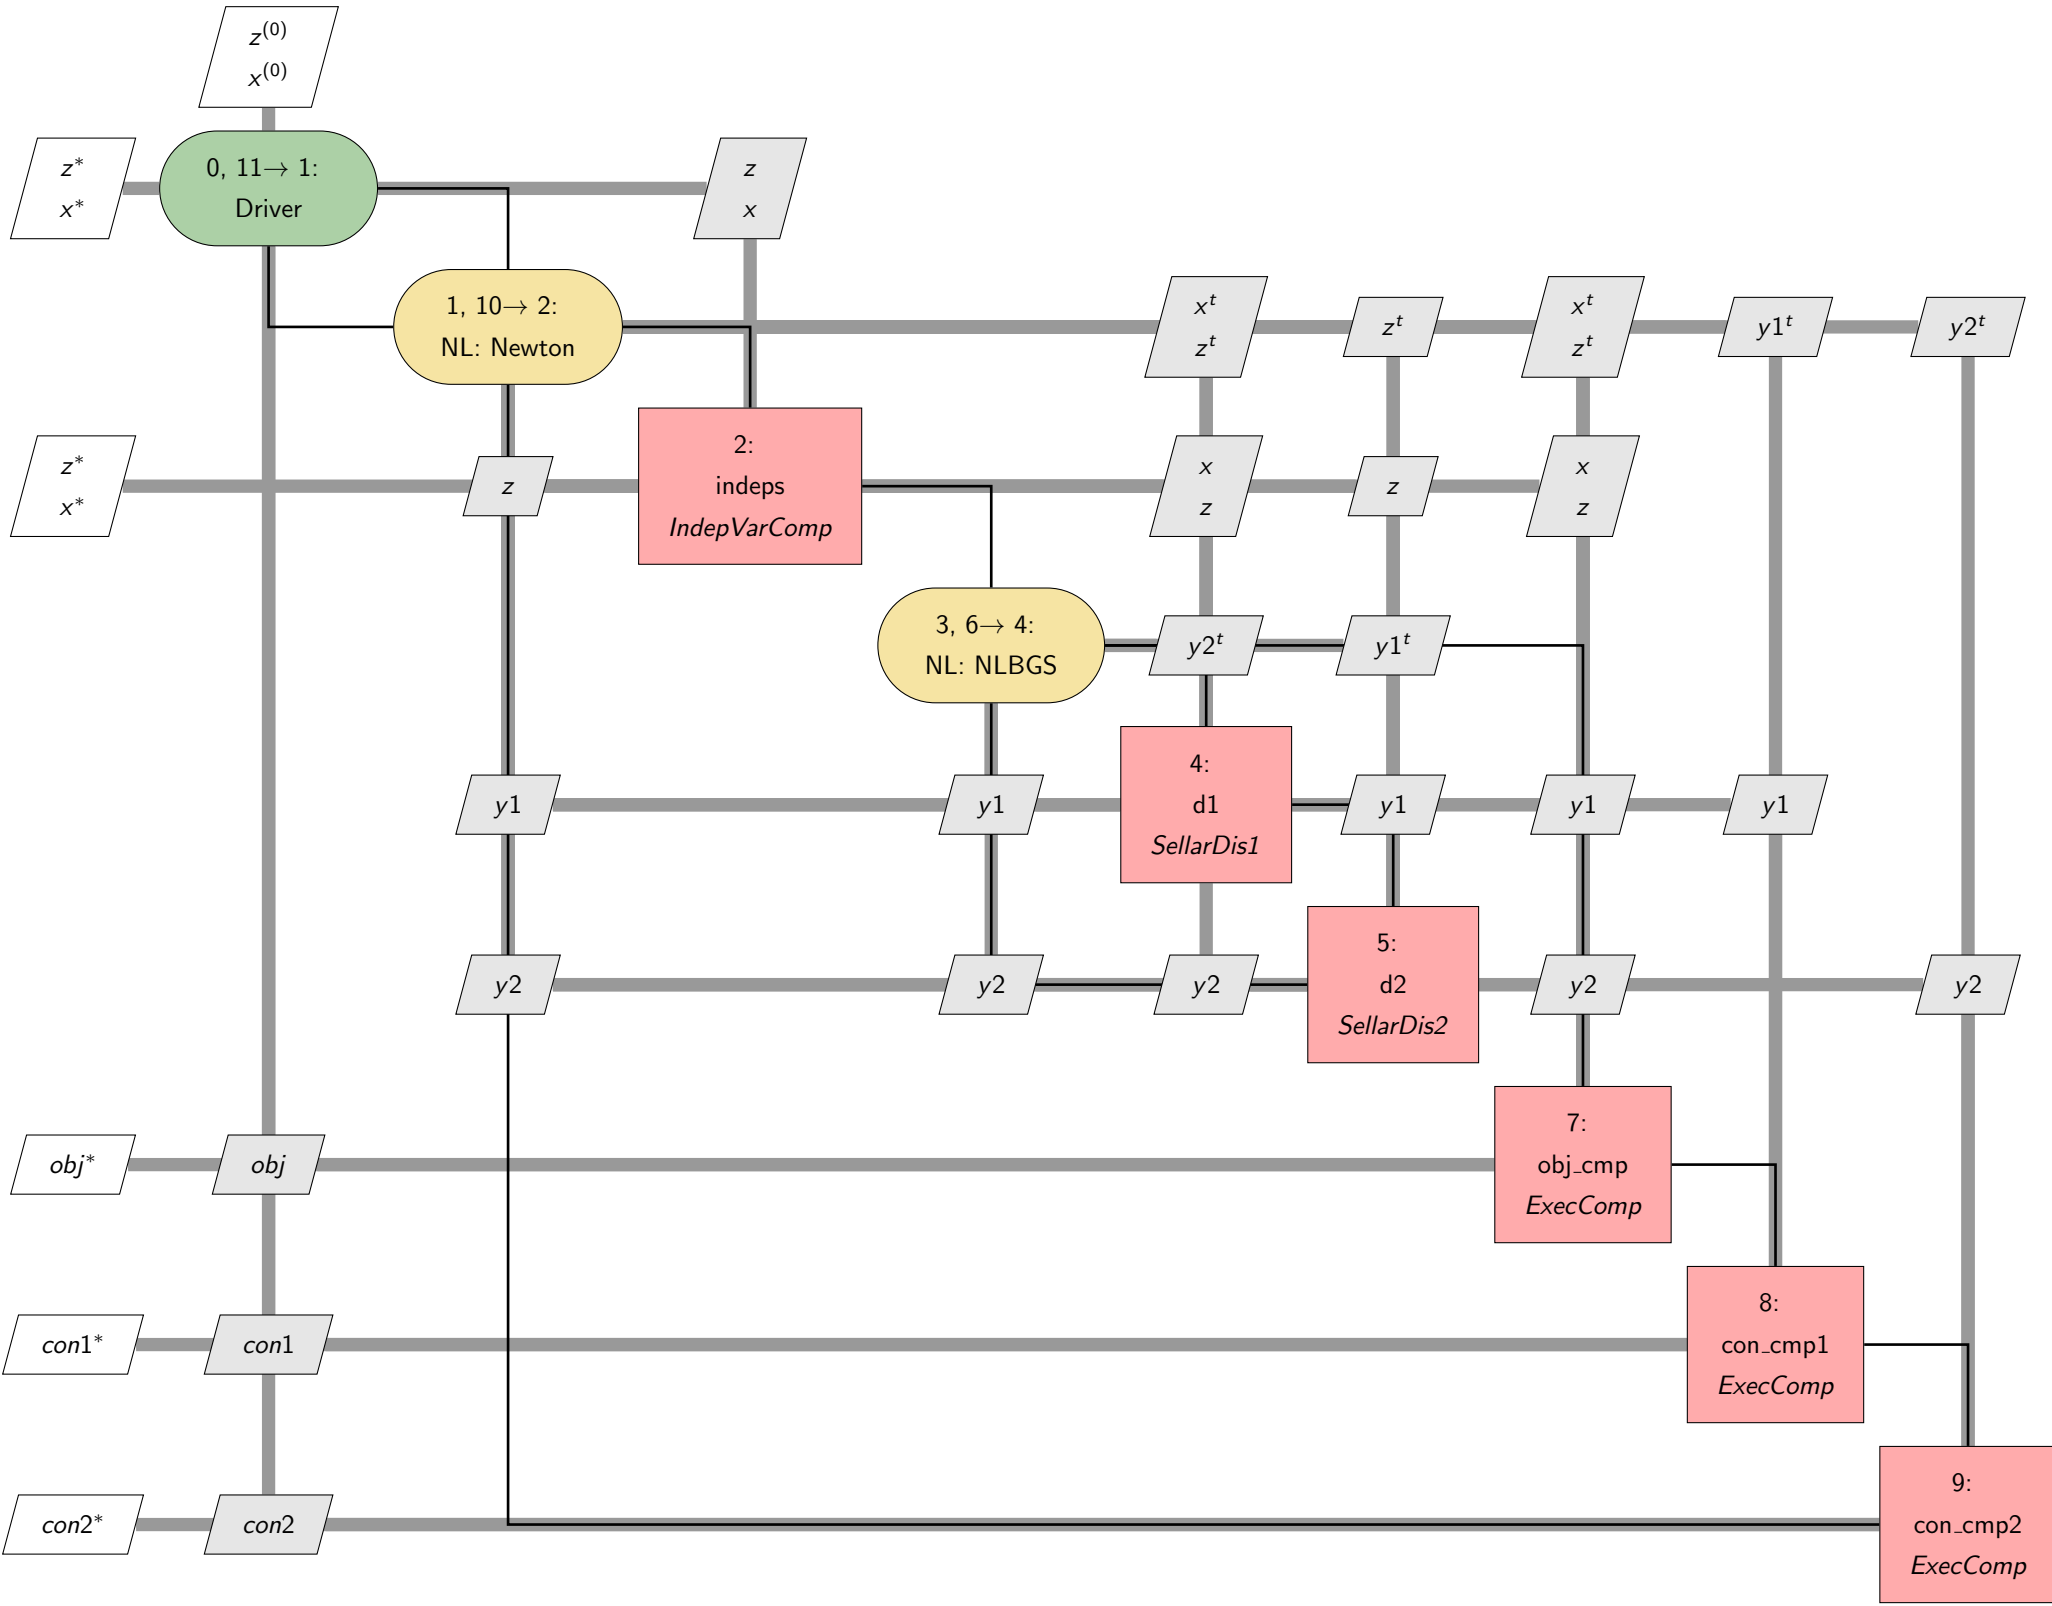 z^(0)
x^(0)
z*
x*
0, 11→ 1:
Driver
z
x
1, 10→ 2:
NL: Newton
x^t
z^t
z^t
x^t
z^t
y1^t
y2^t
z*
x*
z
2:
indeps
IndepVarComp
x
z
z
x
z
3, 6→ 4:
NL: NLBGS
y2^t
y1^t
y1
y1
4:
d1
SellarDis1
y1
y1
y1
y2
y2
y2
5:
d2
SellarDis2
y2
y2
obj*
obj
7:
obj_cmp
ExecComp
con1*
con1
8:
con_cmp1
ExecComp
con2*
con2
9:
con_cmp2
ExecComp